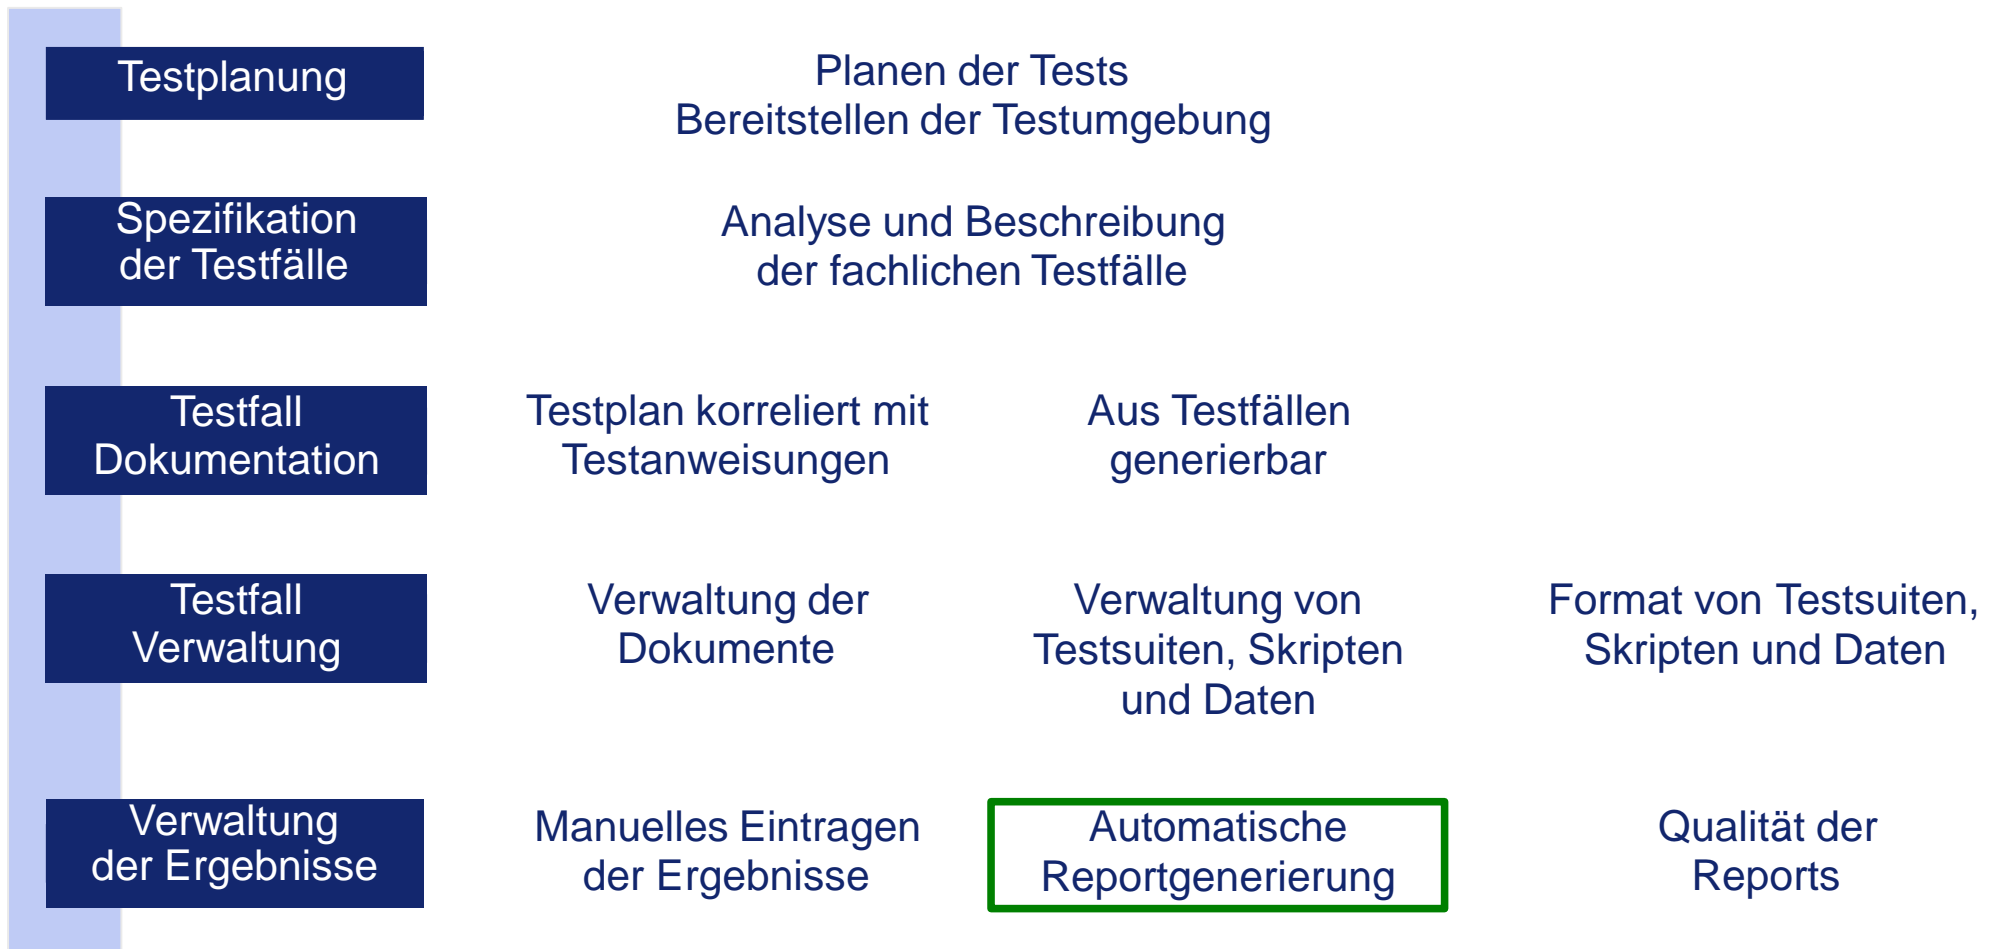 Testplanung
Planen der Tests
Bereitstellen der Testumgebung
Spezifikation
der Testfälle
Analyse und Beschreibung
der fachlichen Testfälle
Testfall
Dokumentation
Testplan korreliert mit
Testanweisungen
Aus Testfällen
generierbar
Testfall
Verwaltung
Verwaltung der
Dokumente
Verwaltung von
Testsuiten, Skripten
und Daten
Format von Testsuiten,
Skripten und Daten
Verwaltung
der Ergebnisse
Manuelles Eintragen
der Ergebnisse
Automatische
Reportgenerierung
Qualität der
Reports